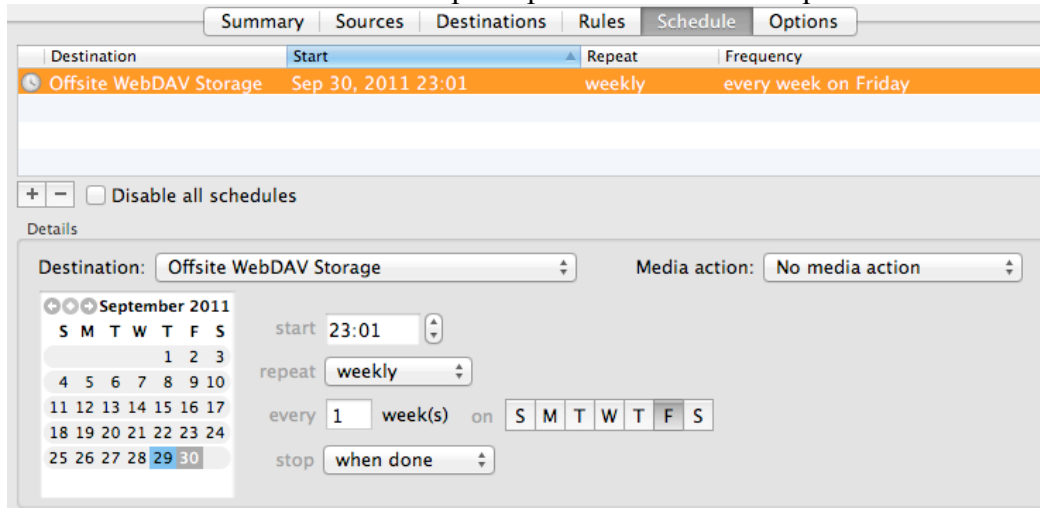 Summary Sources Destinations Rules Schedule Options
Destination Start Repeat Frequency
Offsite WebDAV Storage Sep 30, 2011 23:01 weekly every week on Friday
+ − Disable all schedules
Details
Destination: Offsite WebDAV Storage Media action: No media action
September 2011
S M T W T F S
1 2 3
4 5 6 7 8 9 10
11 12 13 14 15 16 17
18 19 20 21 22 23 24
25 26 27 28 29 30
start 23:01
repeat weekly
every 1 week(s) on S M T W T F S
stop when done